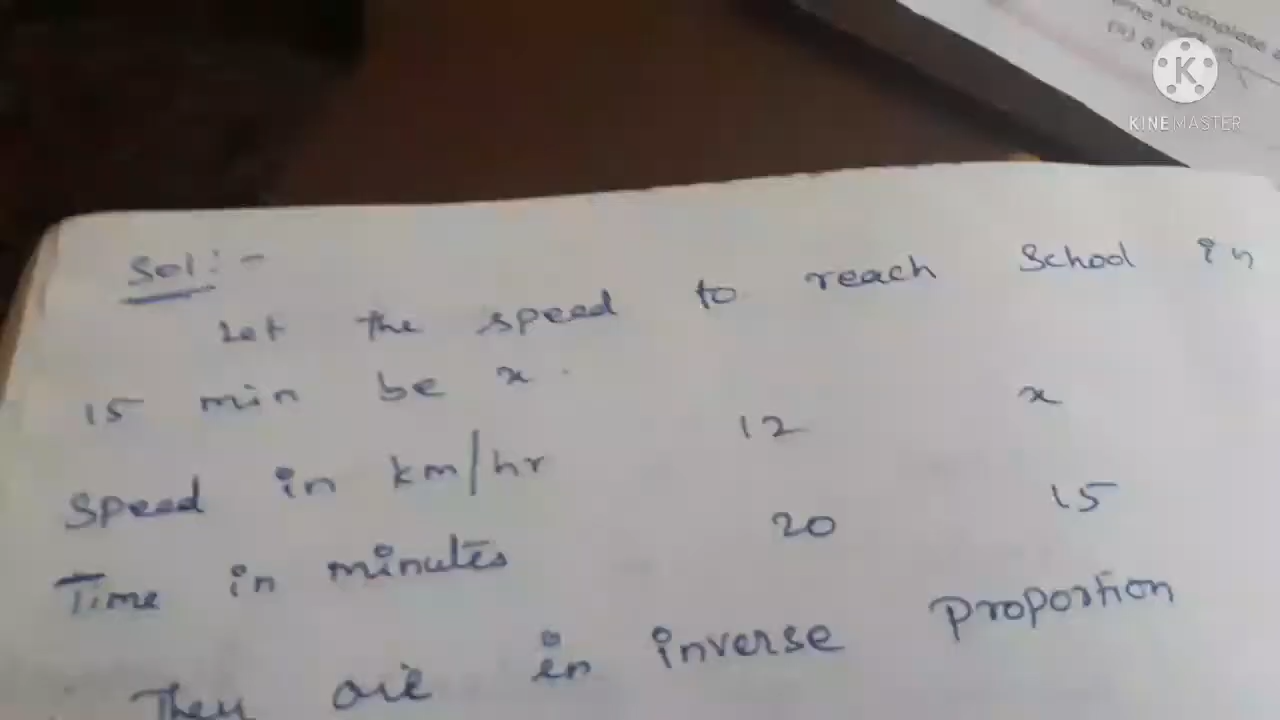 complete
KINEMASTER
Sol:-
Let the speed to reach School in
15 min be x.
Speed in km/hr 12 x
Time in minutes 20 15
They are in inverse proportion